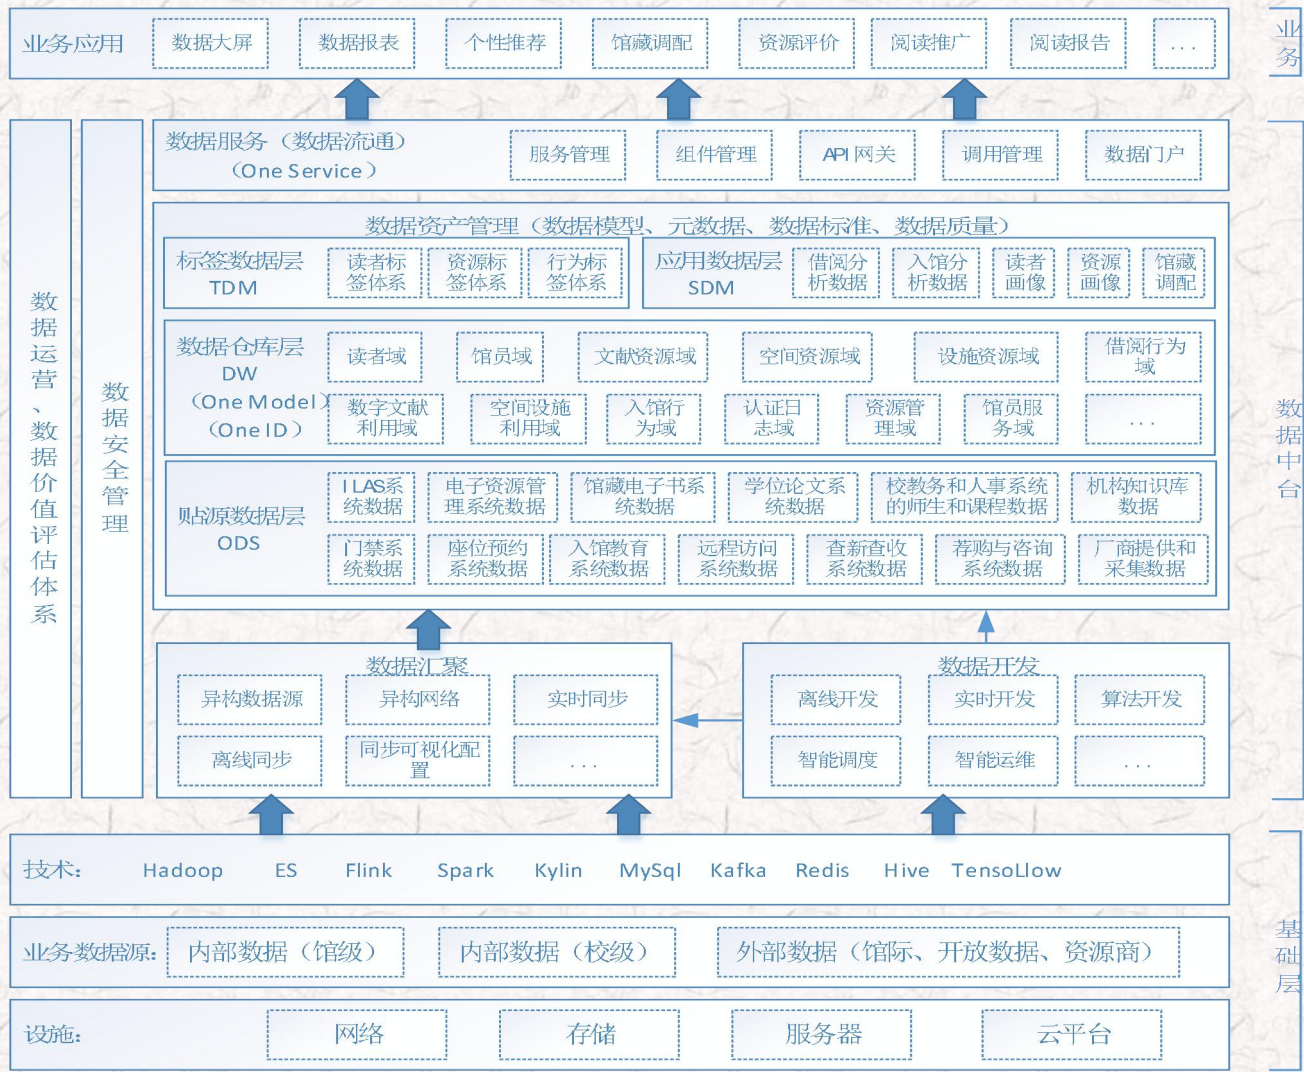 业务应用
数据大屏
数据报表
个性推荐
馆藏调配
资源评价
阅读推广
阅读报告
...
业
务
数据服务（数据流通）
（One Service）
服务管理
组件管理
API 网关
调用管理
数据门户
数据资产管理（数据模型、元数据、数据标准、数据质量）
标签数据层
TDM
读者标
签体系
资源标
签体系
行为标
签体系
应用数据层
SDM
借阅分
析数据
入馆分
析数据
读者
画像
资源
画像
馆藏
调配
数据仓库层
DW
（One Model）
（One ID）
读者域
馆员域
文献资源域
空间资源域
设施资源域
借阅行为
域
数字文献
利用域
空间设施
利用域
入馆行
为域
认证日
志域
资源管
理域
馆员服
务域
...
贴源数据层
ODS
ILAS系
统数据
电子资源管
理系统数据
馆藏电子书系
统数据
学位论文系
统数据
校教务和人事系统
的师生和课程数据
机构知识库
数据
门禁系
统数据
座位预约
系统数据
入馆教育
系统数据
远程访问
系统数据
查新查收
系统数据
荐购与咨询
系统数据
厂商提供和
采集数据
数据运营、数据价值评估体系
数据安全管理
数据中台
数据汇聚
异构数据源
异构网络
实时同步
离线同步
同步可视化配
置
...
数据开发
离线开发
实时开发
算法开发
智能调度
智能运维
...
技术：
Hadoop
ES
Flink
Spark
Kylin
MySql
Kafka
Redis
Hive
TensoLlow
业务数据源：
内部数据（馆级）
内部数据（校级）
外部数据（馆际、开放数据、资源商）
设施：
网络
存储
服务器
云平台
基础层